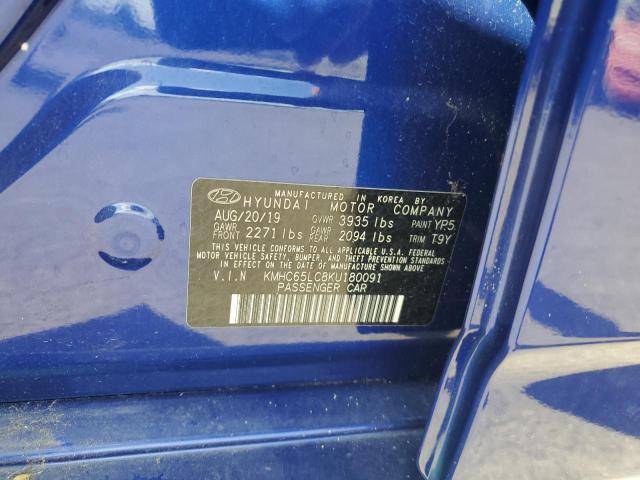 MANUFACTURED IN KOREA BY
HYUNDAI MOTOR COMPANY
AUG/20/19 GVWR 3935 lbs PAINT YP5
GAWR FRONT 2271 lbs GAWR REAR 2094 lbs TRIM T9Y
THIS VEHICLE CONFORMS TO ALL APPLICABLE U.S.A. FEDERAL
MOTOR VEHICLE SAFETY, BUMPER, AND THEFT PREVENTION STANDARDS
IN EFFECT ON THE DATE OF MANUFACTURE SHOWN ABOVE.
V.I.N KMHC65LC8KU180091
PASSENGER CAR